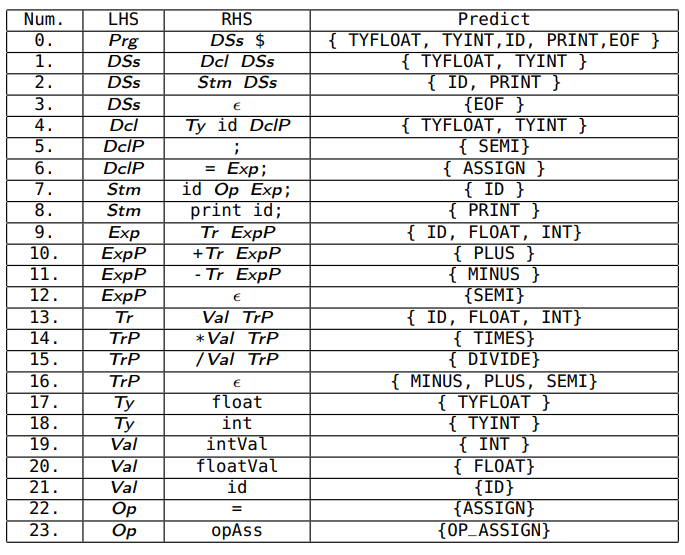 Num. LHS RHS Predict
0. Prg DSs $ { TYFLOAT, TYINT,ID, PRINT,EOF }
1. DSs Dcl DSs { TYFLOAT, TYINT }
2. DSs Stm DSs { ID, PRINT }
3. DSs ϵ {EOF }
4. Dcl Ty id DclP { TYFLOAT, TYINT }
5. DclP ; { SEMI}
6. DclP = Exp; { ASSIGN }
7. Stm id Op Exp; { ID }
8. Stm print id; { PRINT }
9. Exp Tr ExpP { ID, FLOAT, INT}
10. ExpP +Tr ExpP { PLUS }
11. ExpP -Tr ExpP { MINUS }
12. ExpP ϵ {SEMI}
13. Tr Val TrP { ID, FLOAT, INT}
14. TrP *Val TrP { TIMES}
15. TrP /Val TrP { DIVIDE}
16. TrP ϵ { MINUS, PLUS, SEMI}
17. Ty float { TYFLOAT }
18. Ty int { TYINT }
19. Val intVal { INT }
20. Val floatVal { FLOAT}
21. Val id {ID}
22. Op = {ASSIGN}
23. Op opAss {OP_ASSIGN}